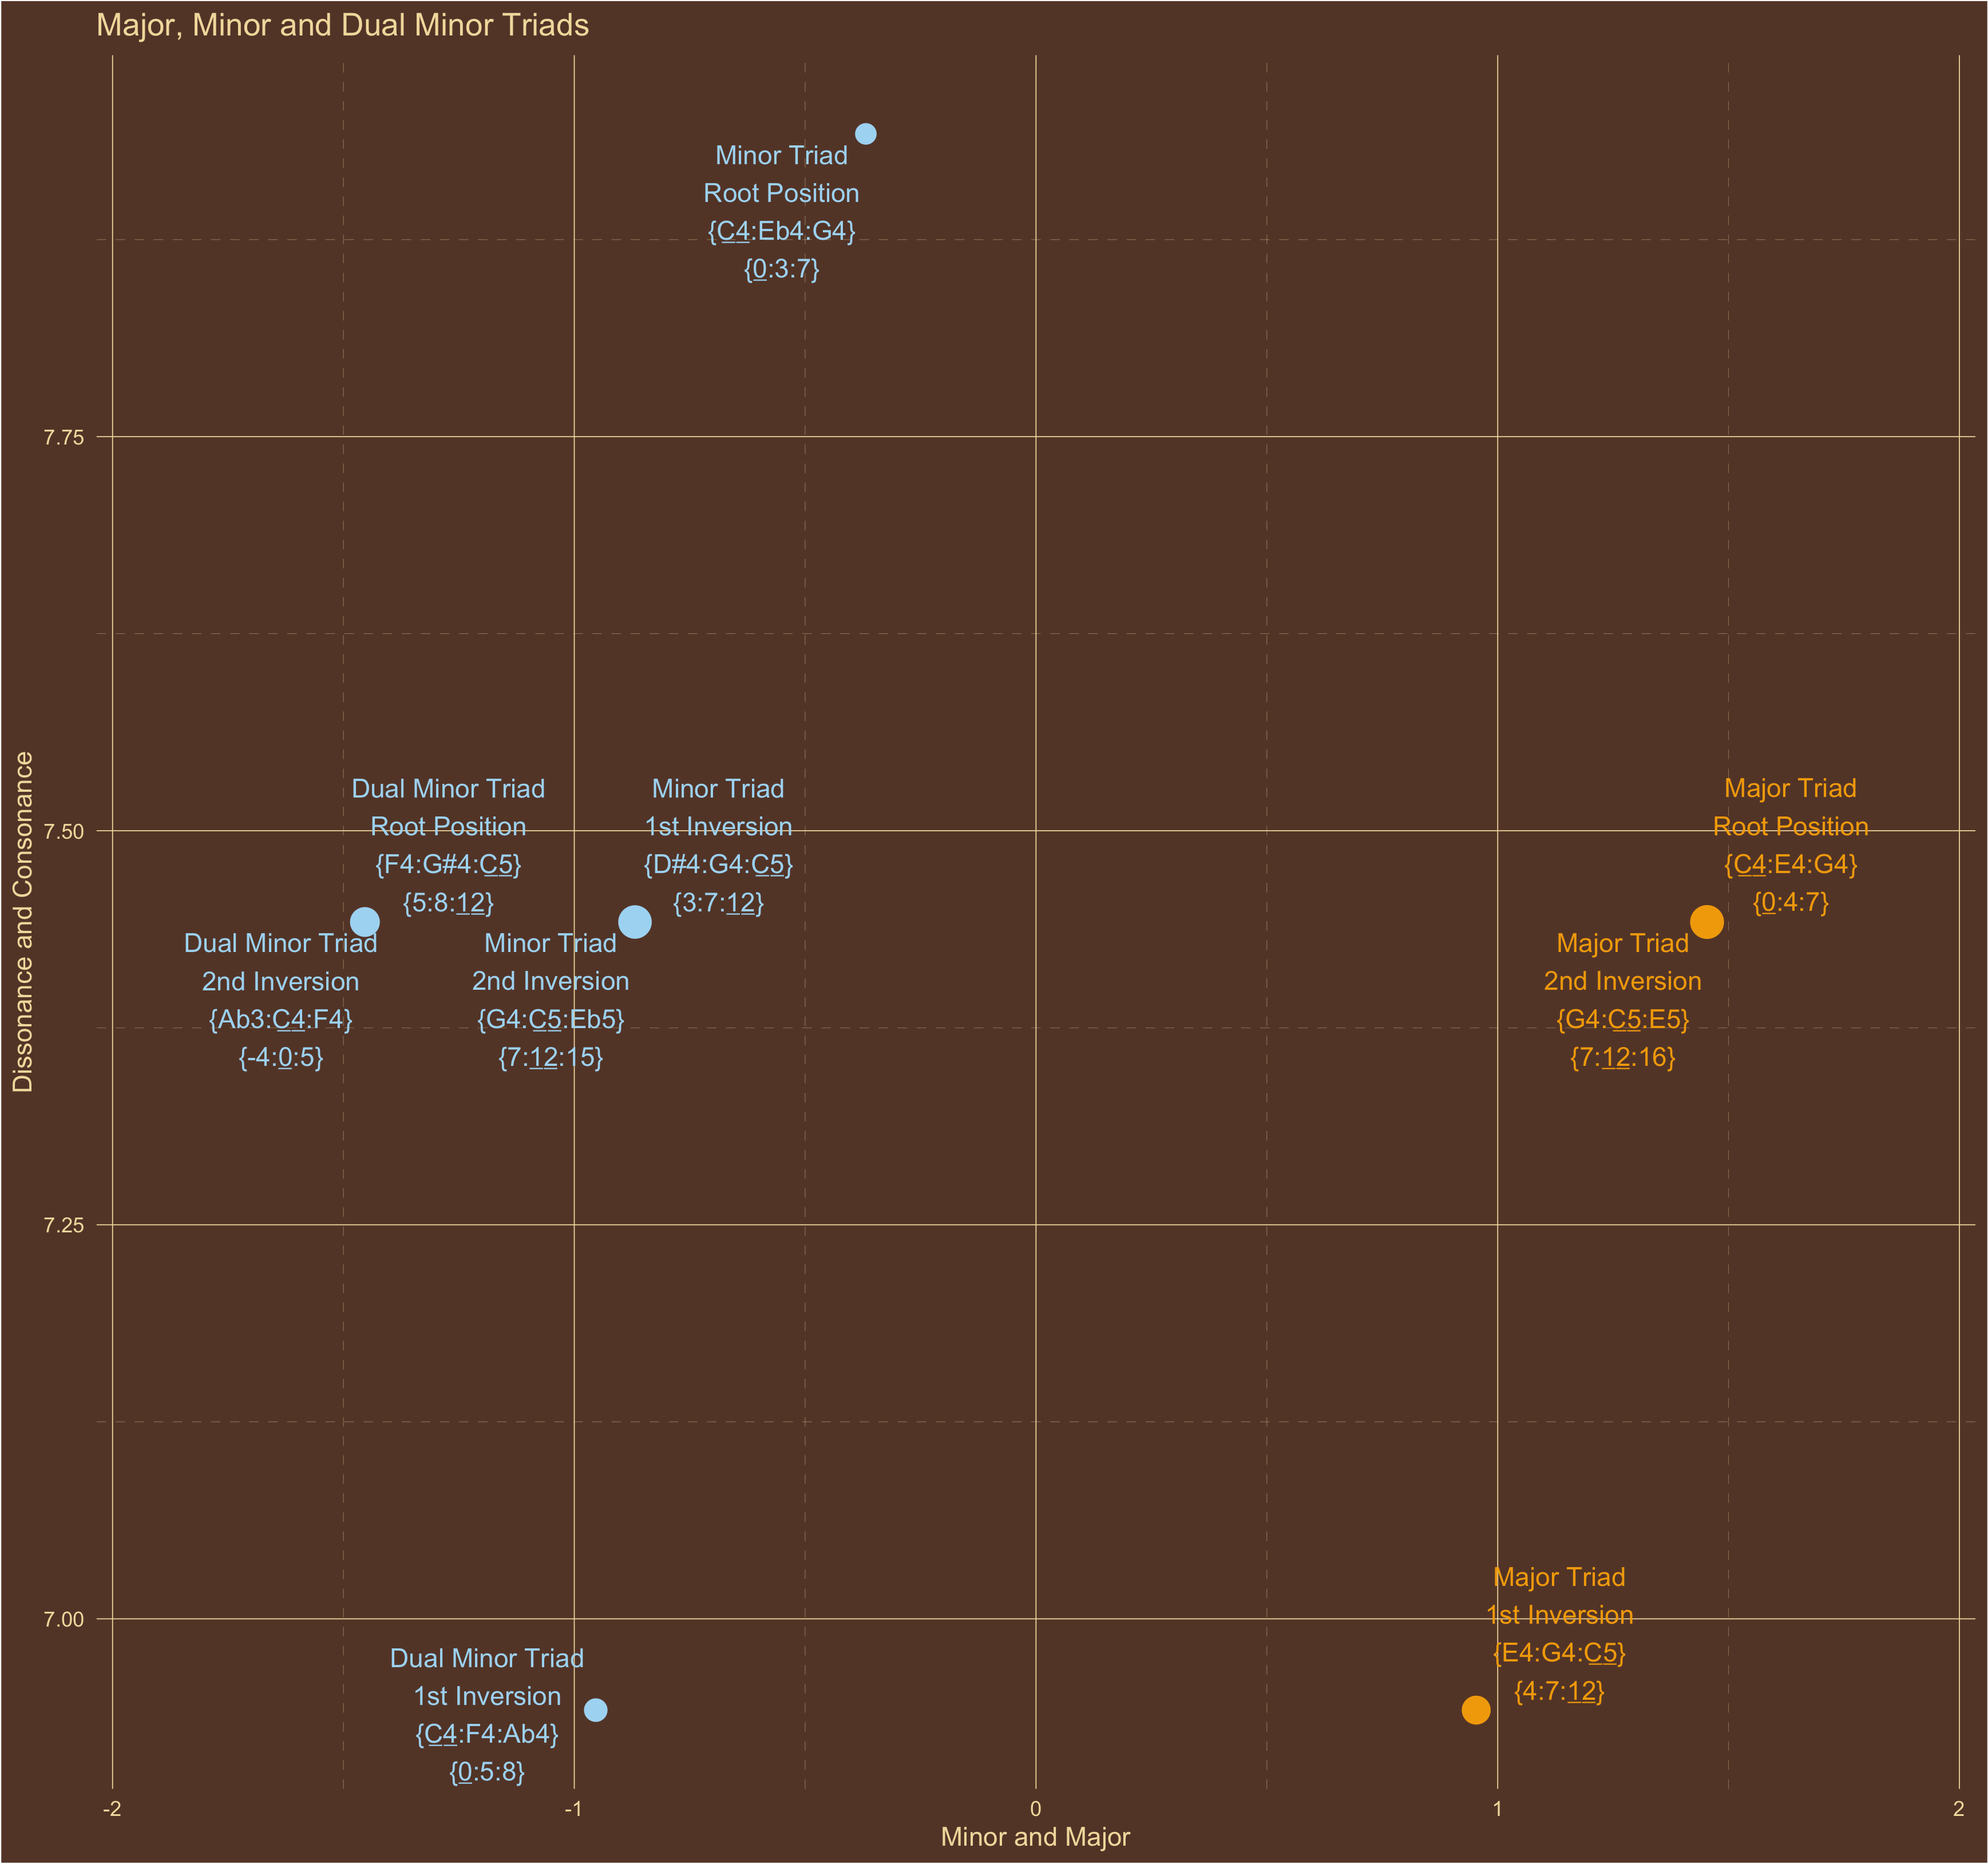 Major, Minor and Dual Minor Triads
Minor Triad
Root Position
{C4:Eb4:G4}
{0:3:7}
7.75
Dual Minor Triad
Root Position
{F4:G#4:C5}
{5:8:12}
Minor Triad
1st Inversion
{D#4:G4:C5}
{3:7:12}
Major Triad
Root Position
{C4:E4:G4}
{0:4:7}
7.50
Dissonance and Consonance
Dual Minor Triad
2nd Inversion
{Ab3:C4:F4}
{-4:0:5}
Minor Triad
2nd Inversion
{G4:C5:Eb5}
{7:12:15}
Major Triad
2nd Inversion
{G4:C5:E5}
{7:12:16}
7.25
Major Triad
1st Inversion
{E4:G4:C5}
{4:7:12}
7.00
Dual Minor Triad
1st Inversion
{C4:F4:Ab4}
{0:5:8}
-2 -1 0 1 2
Minor and Major